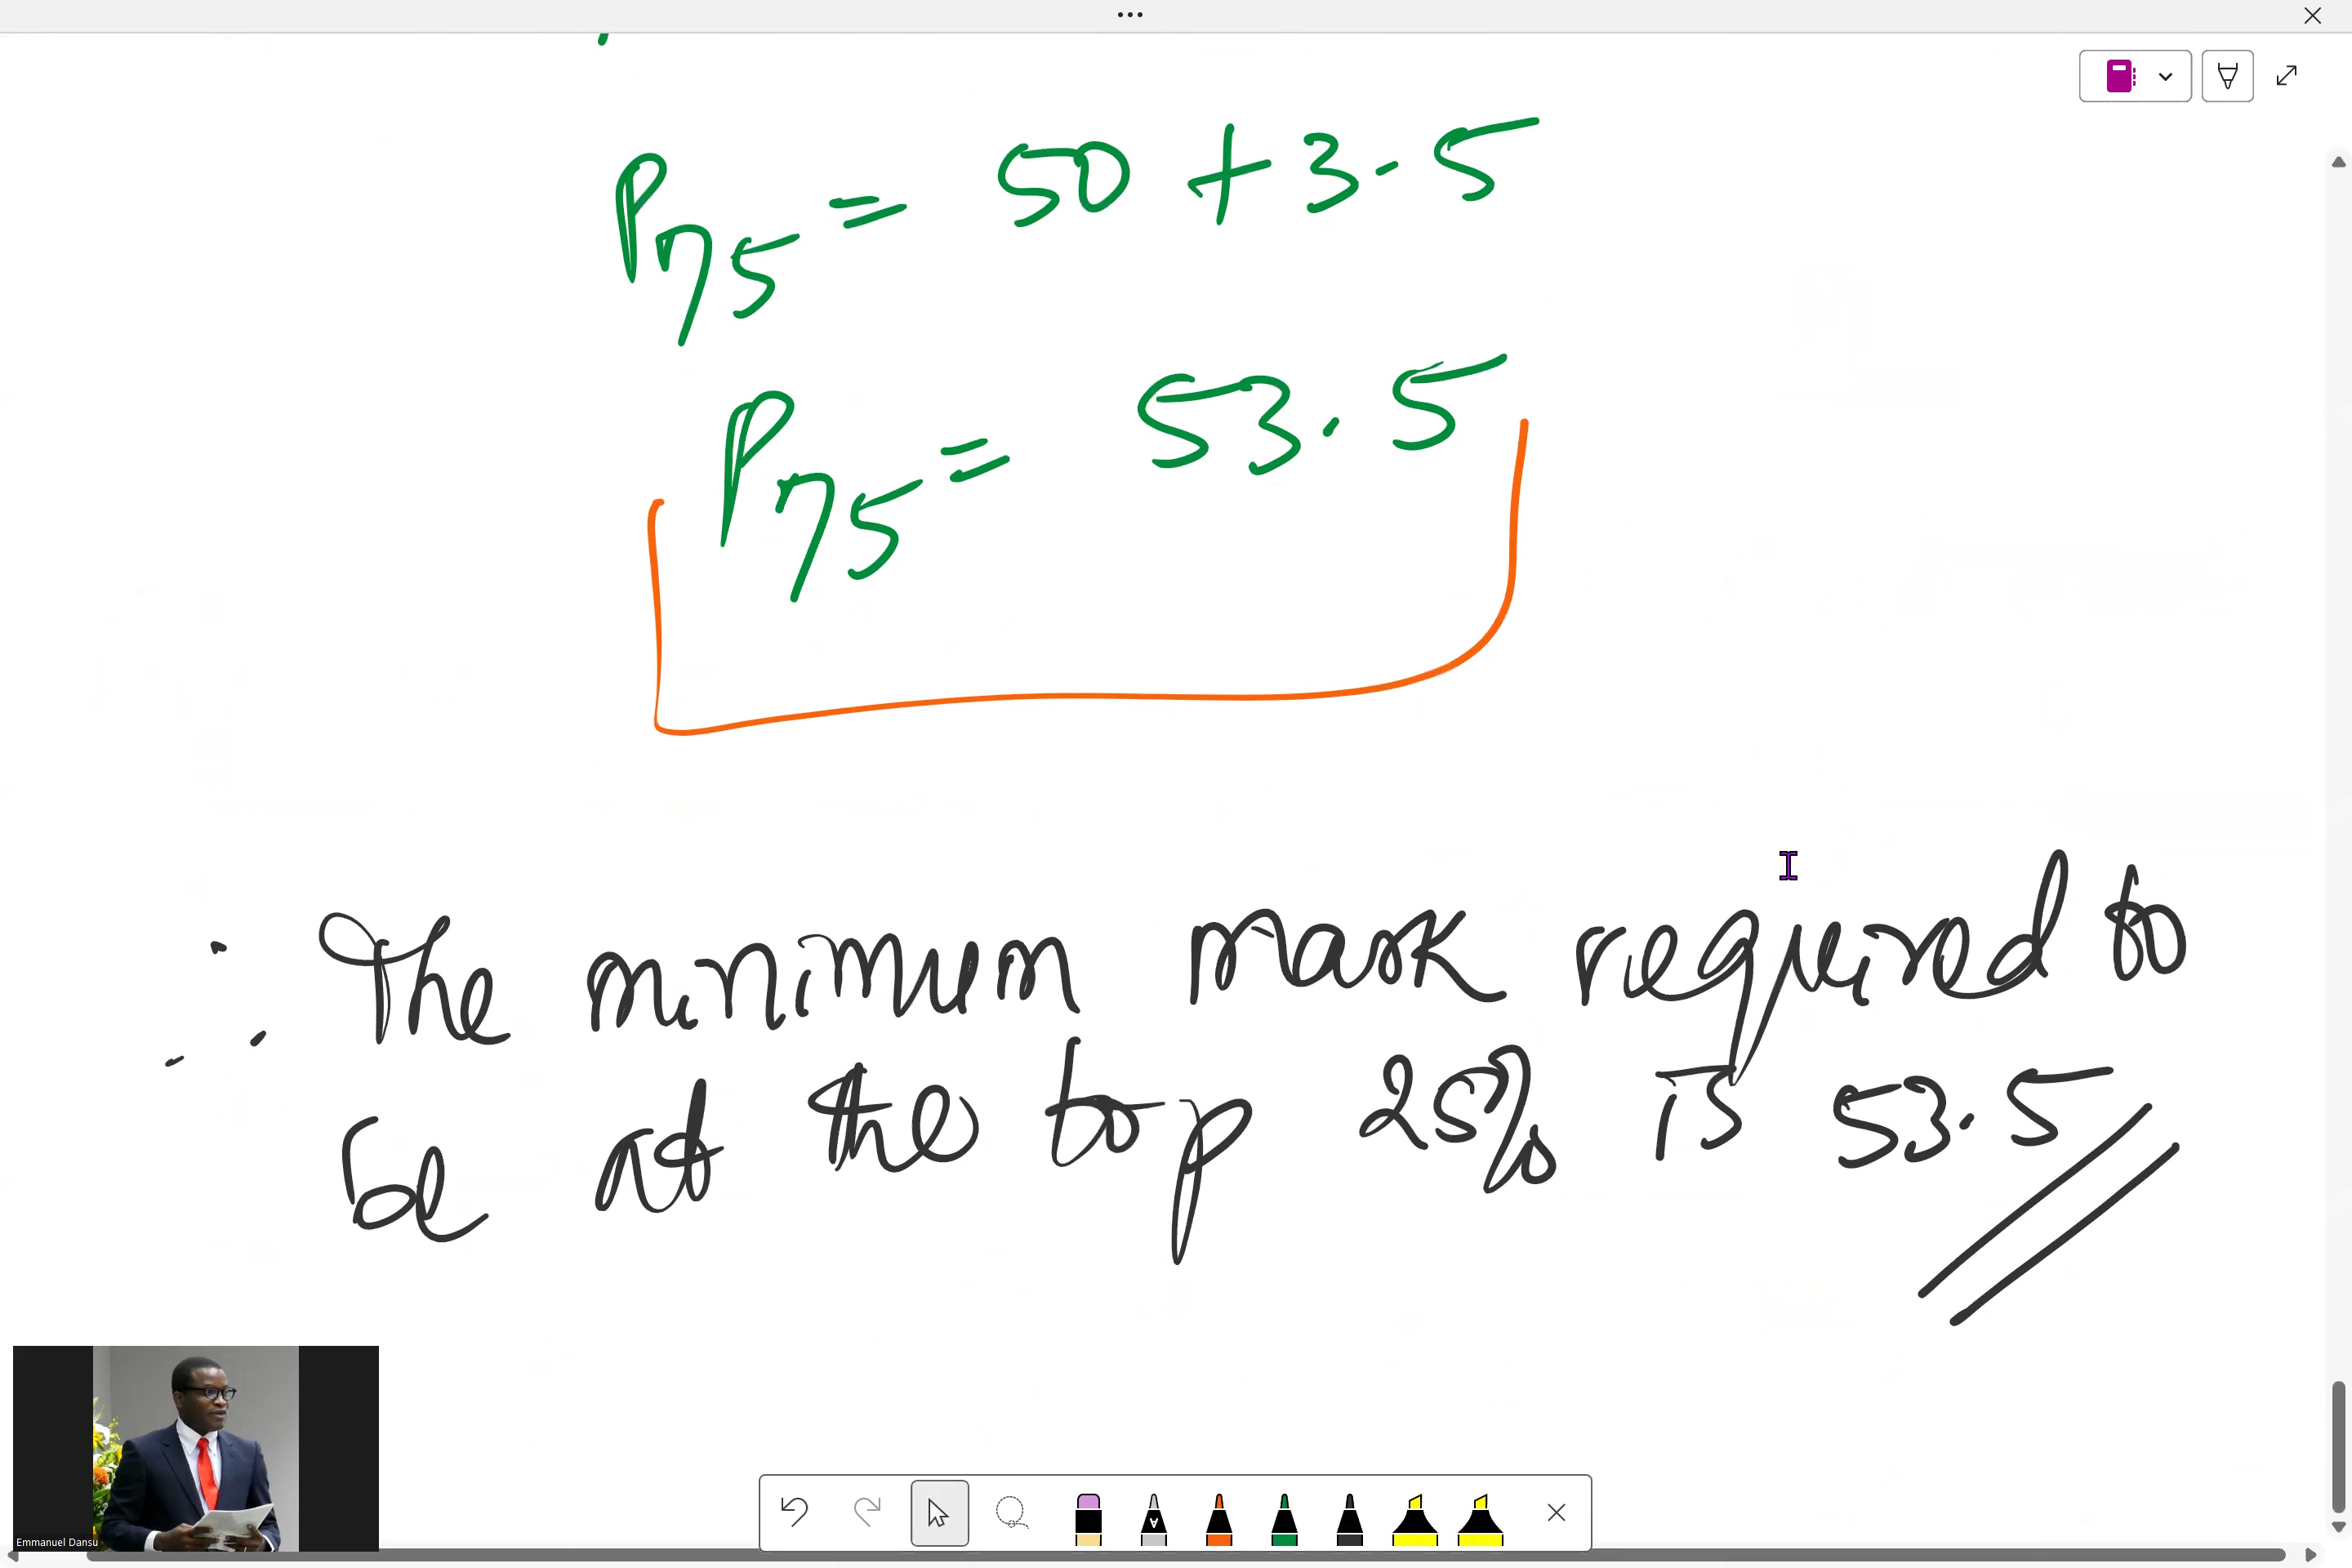 P75 = 50 + 3.5
P75 = 53.5
∴ The minimum mark required to
be at the top 25% is 53.5
Emmanuel Dansu